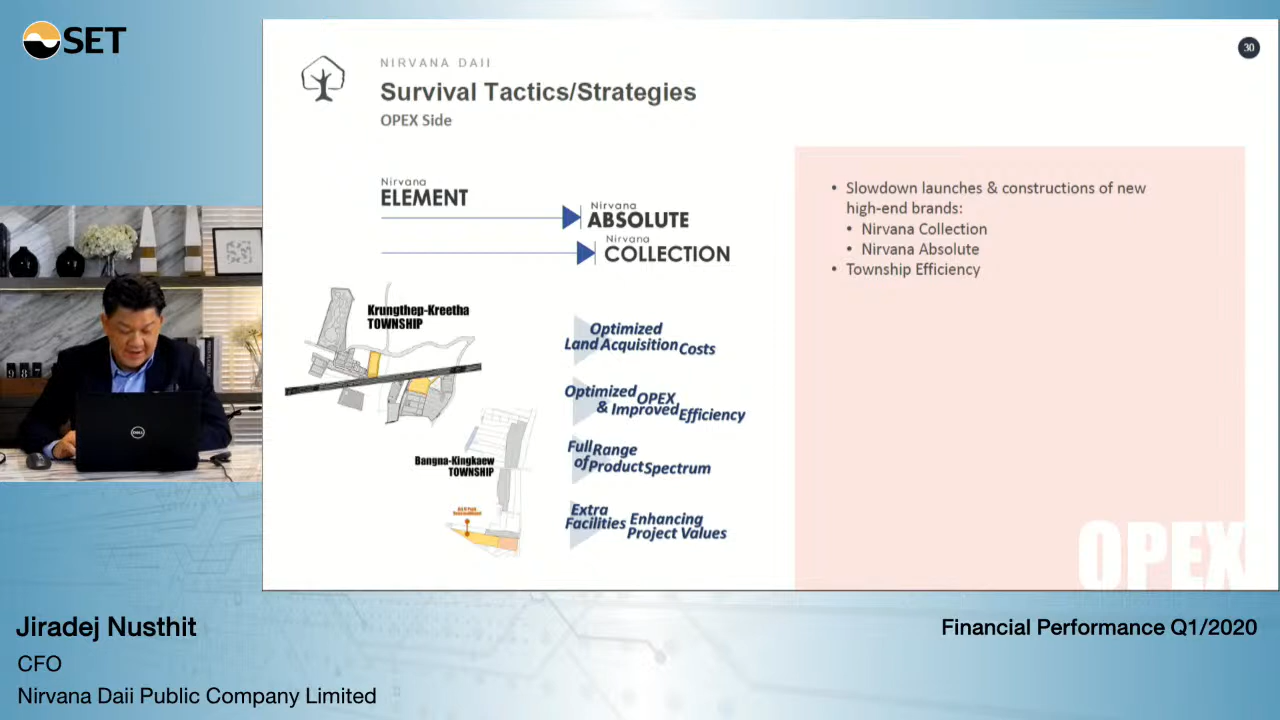 SET
30
NIRVANA DAII
Survival Tactics/Strategies
OPEX Side
Nirvana
ELEMENT
Nirvana
ABSOLUTE
Nirvana
COLLECTION
Krungthep-Kreetha
TOWNSHIP
Bangna-Kingkaew
TOWNSHIP
Optimized
Land Acquisition Costs
Optimized OPEX
& Improved Efficiency
Full Range
of Product Spectrum
Extra
Facilities Enhancing
Project Values
• Slowdown launches & constructions of new
high-end brands:
• Nirvana Collection
• Nirvana Absolute
• Township Efficiency
OPEX
DELL
Jiradej Nusthit
CFO
Nirvana Daii Public Company Limited
Financial Performance Q1/2020